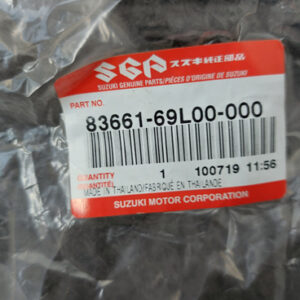 SGP スズキ純正部品
SUZUKI GENUINE PARTS/PIÈCES D'ORIGINE DE SUZUKI
PART NO.
83661-69L00-000
QUANTITY 1 100719 11:56
QUANTITÉ
MADE IN THAILAND/FABRIQUÉ EN THAÏLANDE
SUZUKI MOTOR CORPORATION